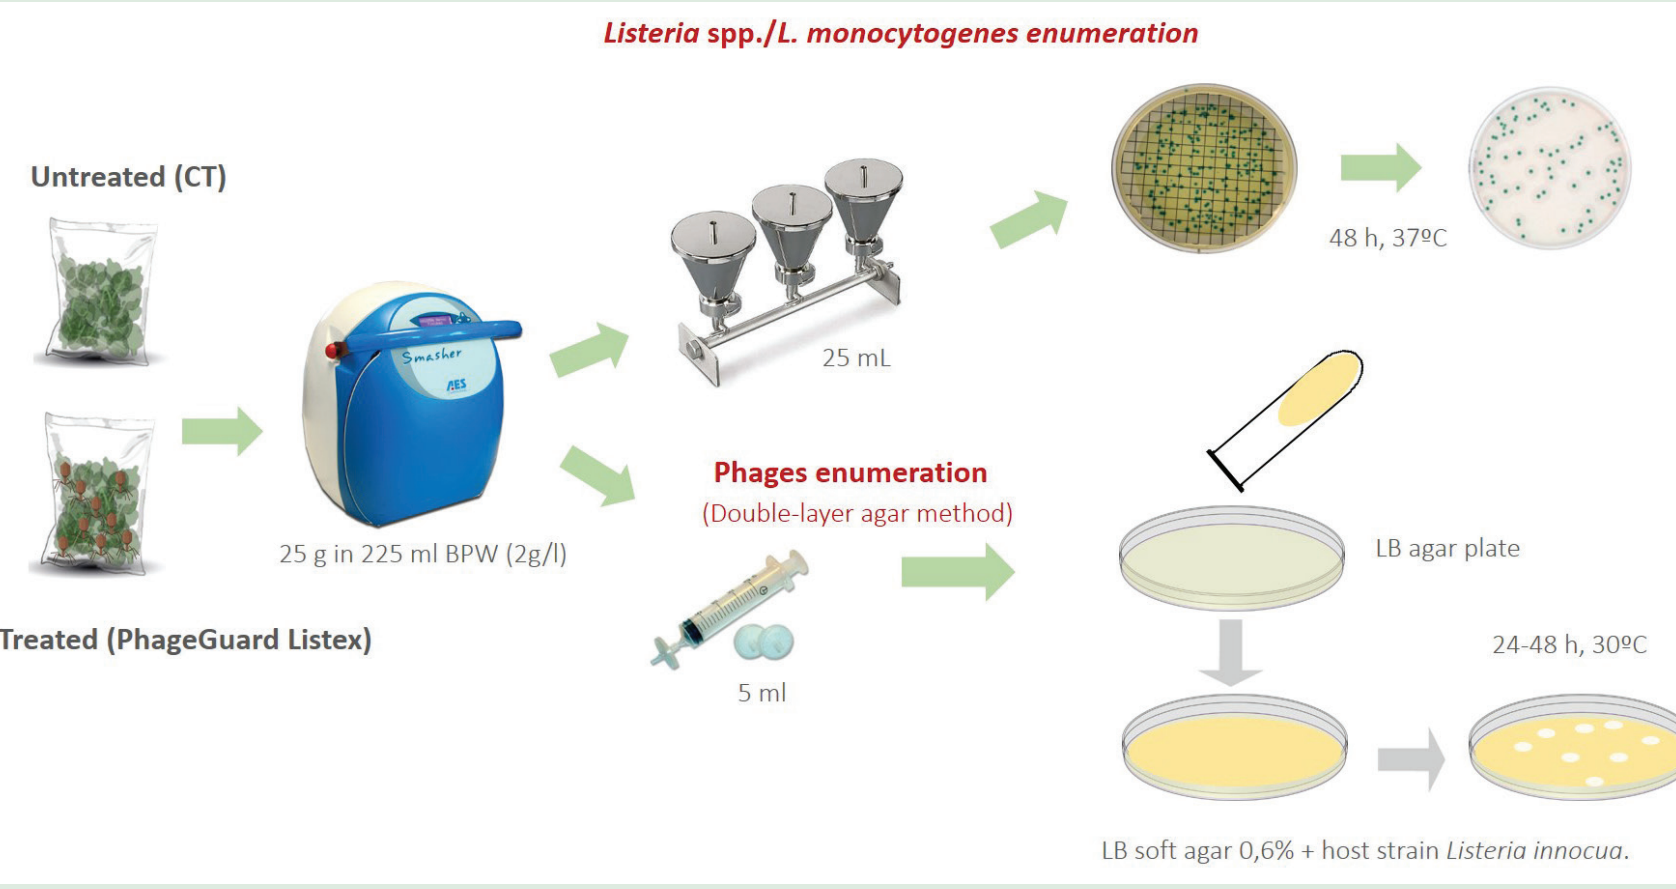 Listeria spp./L. monocytogenes enumeration
Untreated (CT)
48 h, 37ºC
Smasher
AES
25 mL
Phages enumeration
(Double-layer agar method)
25 g in 225 ml BPW (2g/l)
LB agar plate
Treated (PhageGuard Listex)
24-48 h, 30ºC
5 ml
LB soft agar 0,6% + host strain Listeria innocua.